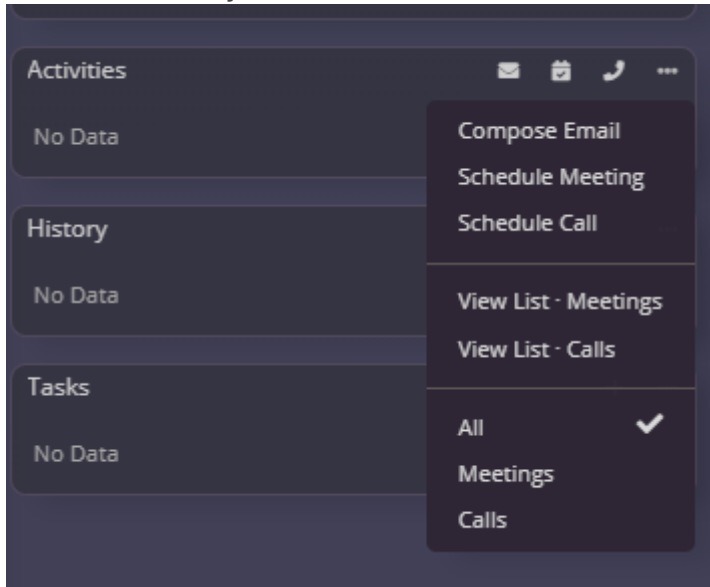 Activities
No Data
Compose Email
Schedule Meeting
Schedule Call
View List · Meetings
View List · Calls
All
Meetings
Calls
History
No Data
Tasks
No Data